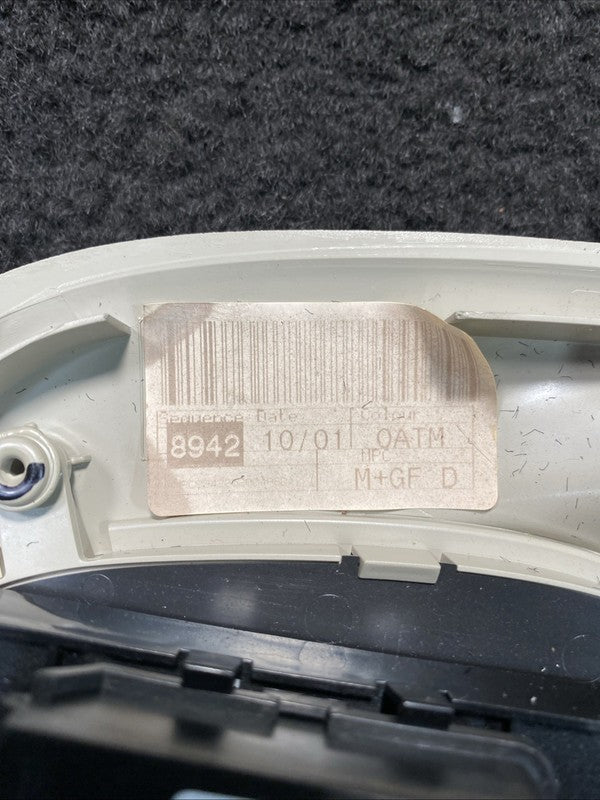 Sequence Date Colour
8942 10/01 OATM
MPC
M+GF D